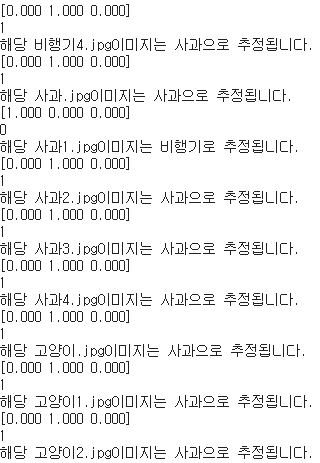 [0.000 1.000 0.000]
1
해당 비행기4.jpg이미지는 사과으로 추정됩니다.
[0.000 1.000 0.000]
1
해당 사과.jpg이미지는 사과으로 추정됩니다.
[1.000 0.000 0.000]
0
해당 사과1.jpg이미지는 비행기로 추정됩니다.
[0.000 1.000 0.000]
1
해당 사과2.jpg이미지는 사과으로 추정됩니다.
[0.000 1.000 0.000]
1
해당 사과3.jpg이미지는 사과으로 추정됩니다.
[0.000 1.000 0.000]
1
해당 사과4.jpg이미지는 사과으로 추정됩니다.
[0.000 1.000 0.000]
1
해당 고양이.jpg이미지는 사과으로 추정됩니다.
[0.000 1.000 0.000]
1
해당 고양이1.jpg이미지는 사과으로 추정됩니다.
[0.000 1.000 0.000]
1
해당 고양이2.jpg이미지는 사과으로 추정됩니다.